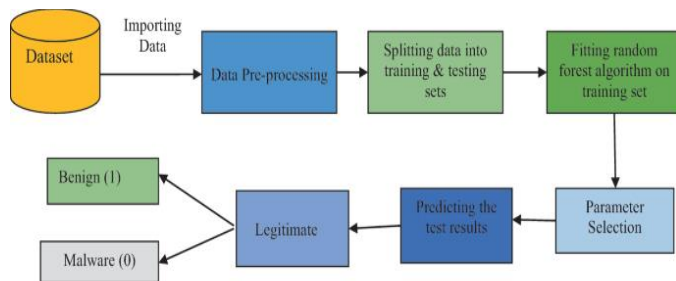 Dataset
Importing
Data
Data Pre-processing
Splitting data into
training & testing
sets
Fitting random
forest algorithm on
training set
Benign (1)
Malware (0)
Legitimate
Predicting the
test results
Parameter
Selection